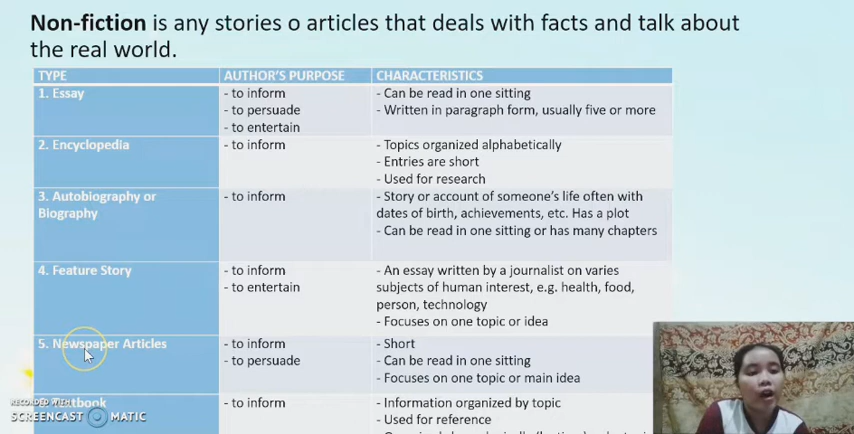 Non-fiction is any stories o articles that deals with facts and talk about
the real world.
TYPE AUTHOR'S PURPOSE CHARACTERISTICS
1. Essay
- to inform
- to persuade
- to entertain
- Can be read in one sitting
- Written in paragraph form, usually five or more
2. Encyclopedia
- to inform
- Topics organized alphabetically
- Entries are short
- Used for research
3. Autobiography or
Biography
- to inform
- Story or account of someone's life often with
dates of birth, achievements, etc. Has a plot
- Can be read in one sitting or has many chapters
4. Feature Story
- to inform
- to entertain
- An essay written by a journalist on varies
subjects of human interest, e.g. health, food,
person, technology
- Focuses on one topic or idea
5. Newspaper Articles
- to inform
- to persuade
- Short
- Can be read in one sitting
- Focuses on one topic or main idea
- to inform
- Information organized by topic
- Used for reference
RECORDED WITH
SCREENCAST MATIC